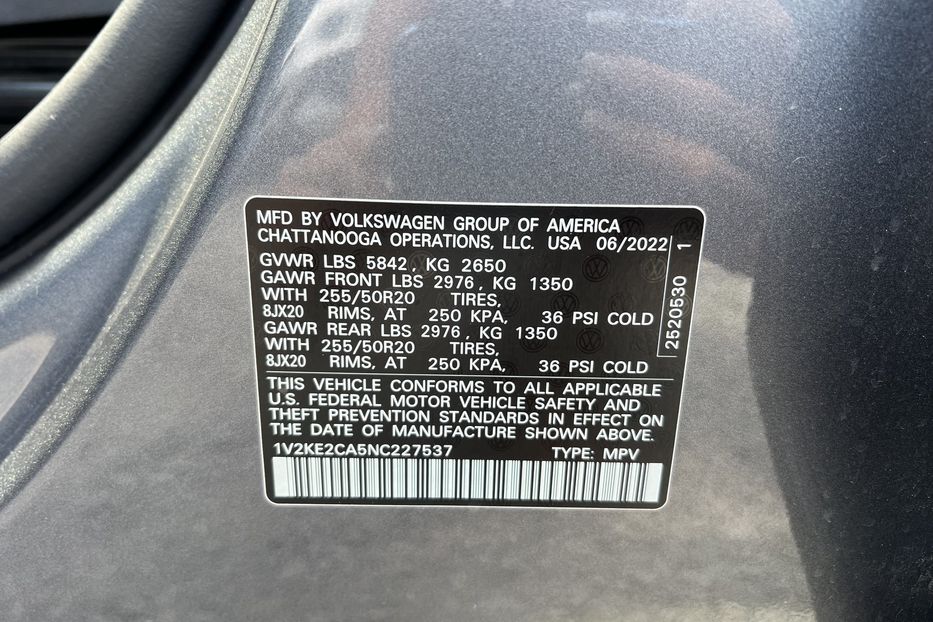 MFD BY VOLKSWAGEN GROUP OF AMERICA
CHATTANOOGA OPERATIONS, LLC. USA 06/2022
GVWR LBS 5842, KG 2650
GAWR FRONT LBS 2976, KG 1350
WITH 255/50R20 TIRES,
8JX20 RIMS, AT 250 KPA, 36 PSI COLD
GAWR REAR LBS 2976, KG 1350
WITH 255/50R20 TIRES,
8JX20 RIMS, AT 250 KPA, 36 PSI COLD
THIS VEHICLE CONFORMS TO ALL APPLICABLE
U.S. FEDERAL MOTOR VEHICLE SAFETY AND
THEFT PREVENTION STANDARDS IN EFFECT ON
THE DATE OF MANUFACTURE SHOWN ABOVE.
1V2KE2CA5NC227537 TYPE: MPV
2520530 1